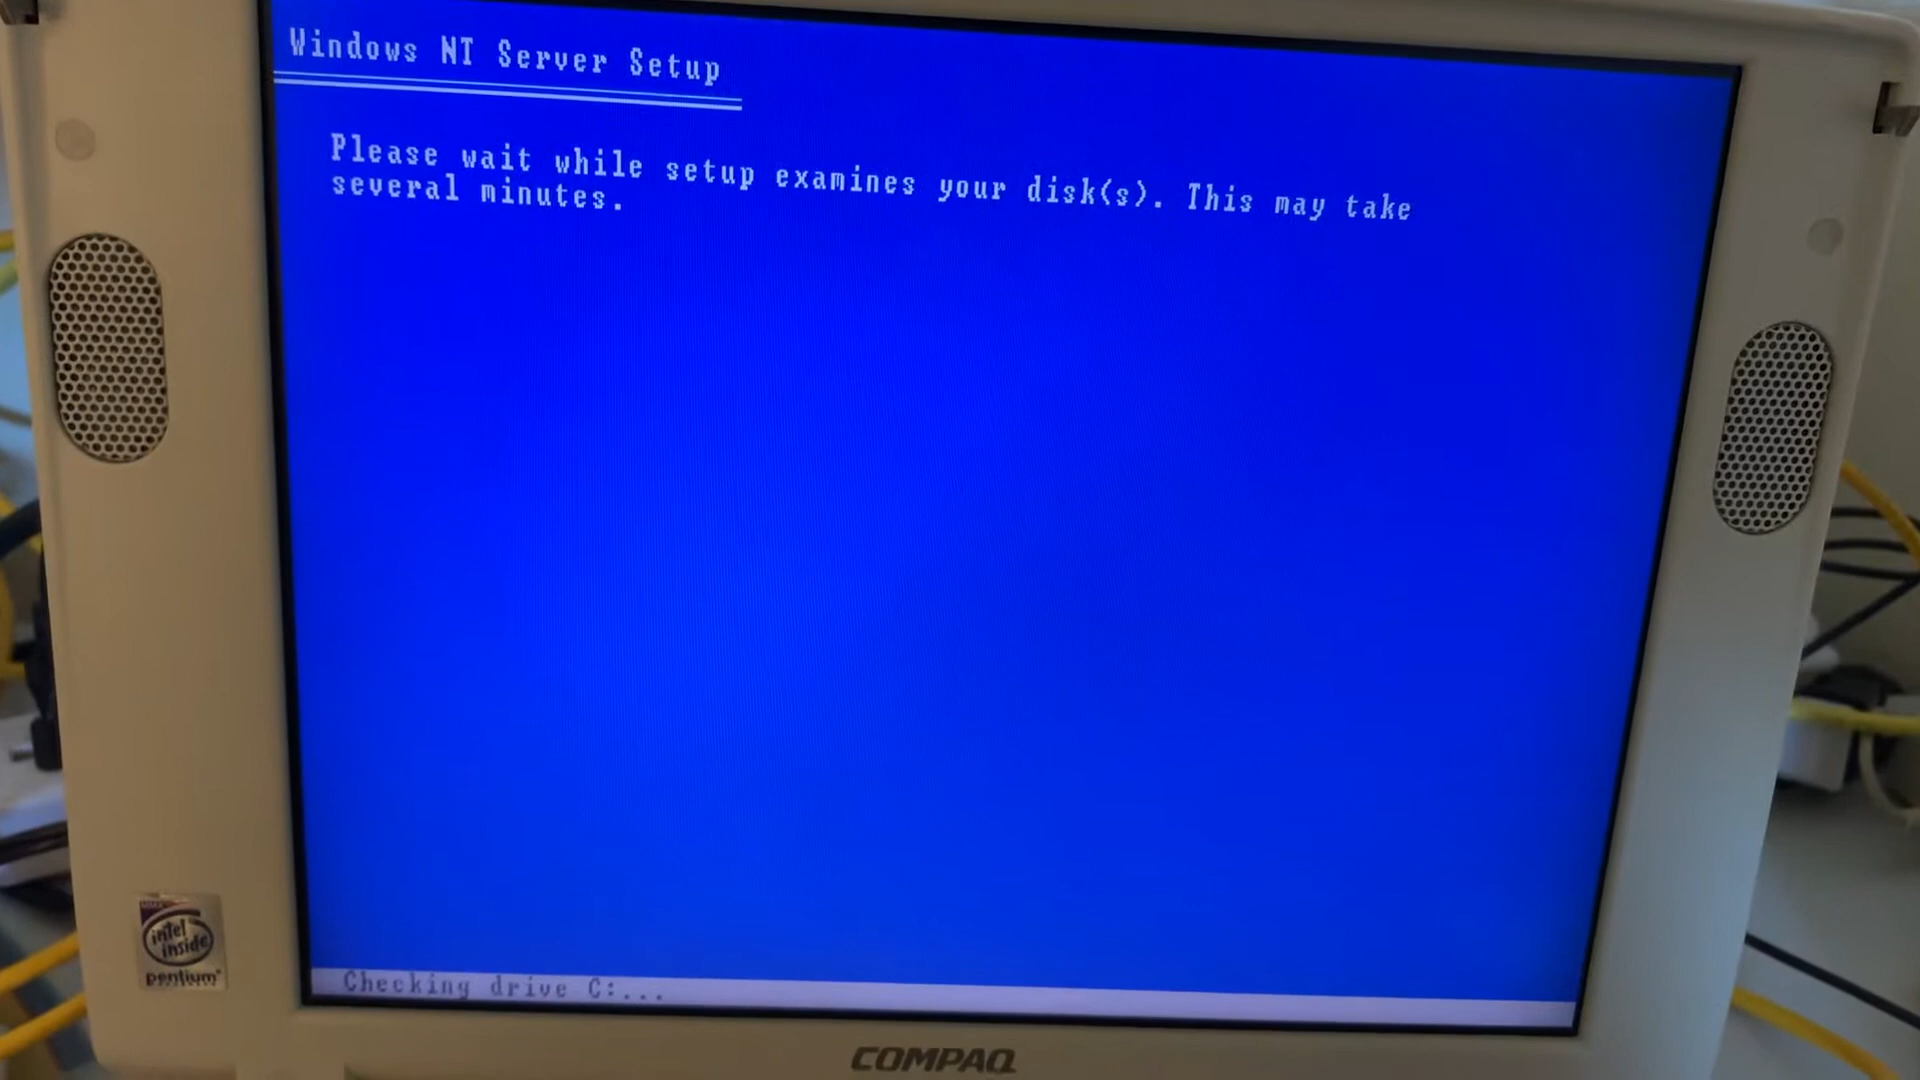 Windows NT Server Setup
Please wait while setup examines your disk(s). This may take
several minutes.
intel
inside
pentium®
Checking drive C:...
COMPAQ